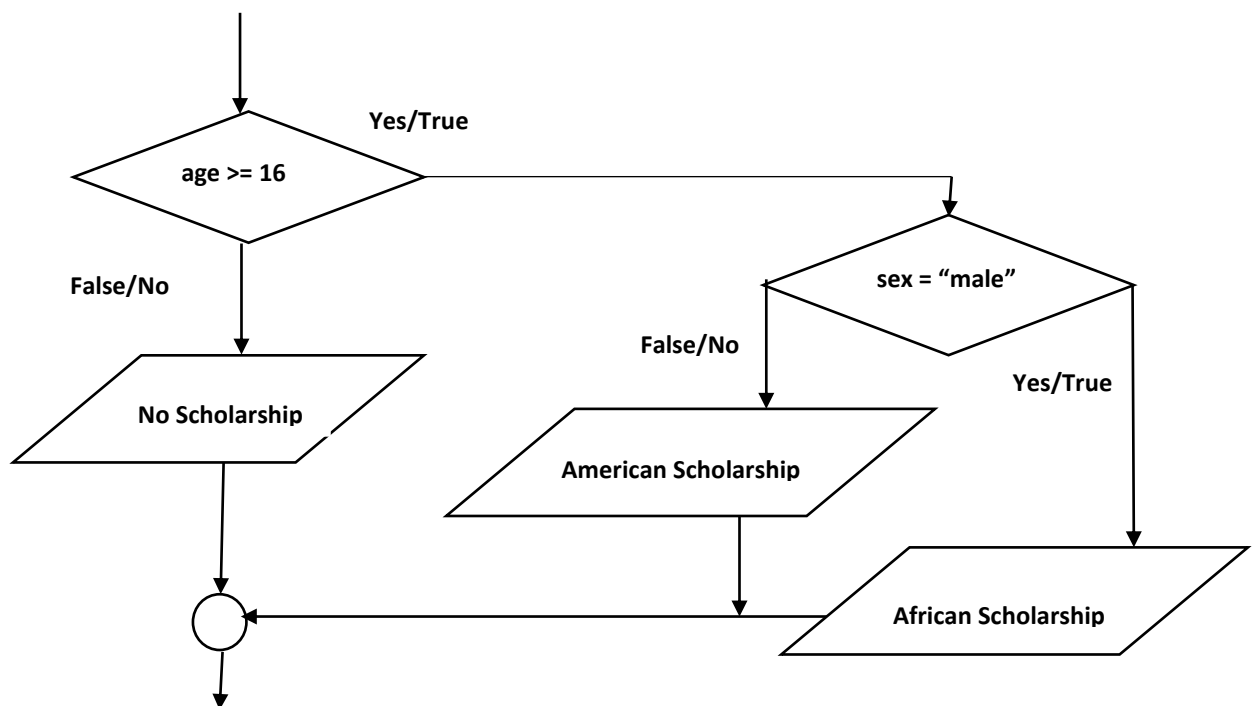 Yes/True
age >= 16
False/No
sex = “male”
False/No
Yes/True
No Scholarship
American Scholarship
African Scholarship